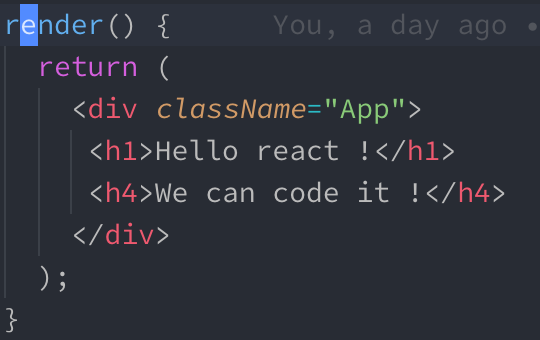 render() {     You, a day ago •
  return (
    <div className="App">
     <h1>Hello react !</h1>
     <h4>We can code it !</h4>
    </div>
  );
}